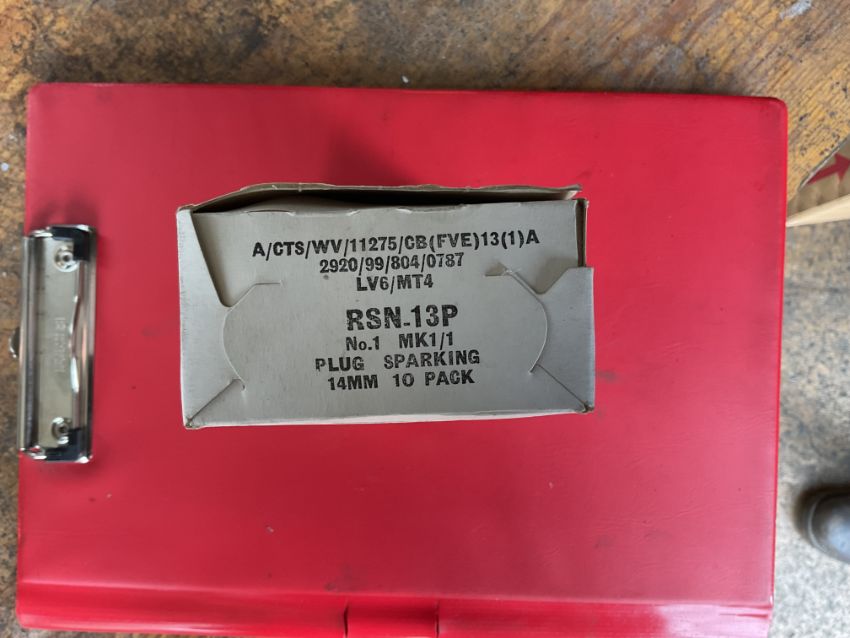 A/CTS/WV/11275/CB(FVE)13(1)A
2920/99/804/0787
LV6/MT4
RSN-13P
No.1 MK1/1
PLUG SPARKING
14MM 10 PACK